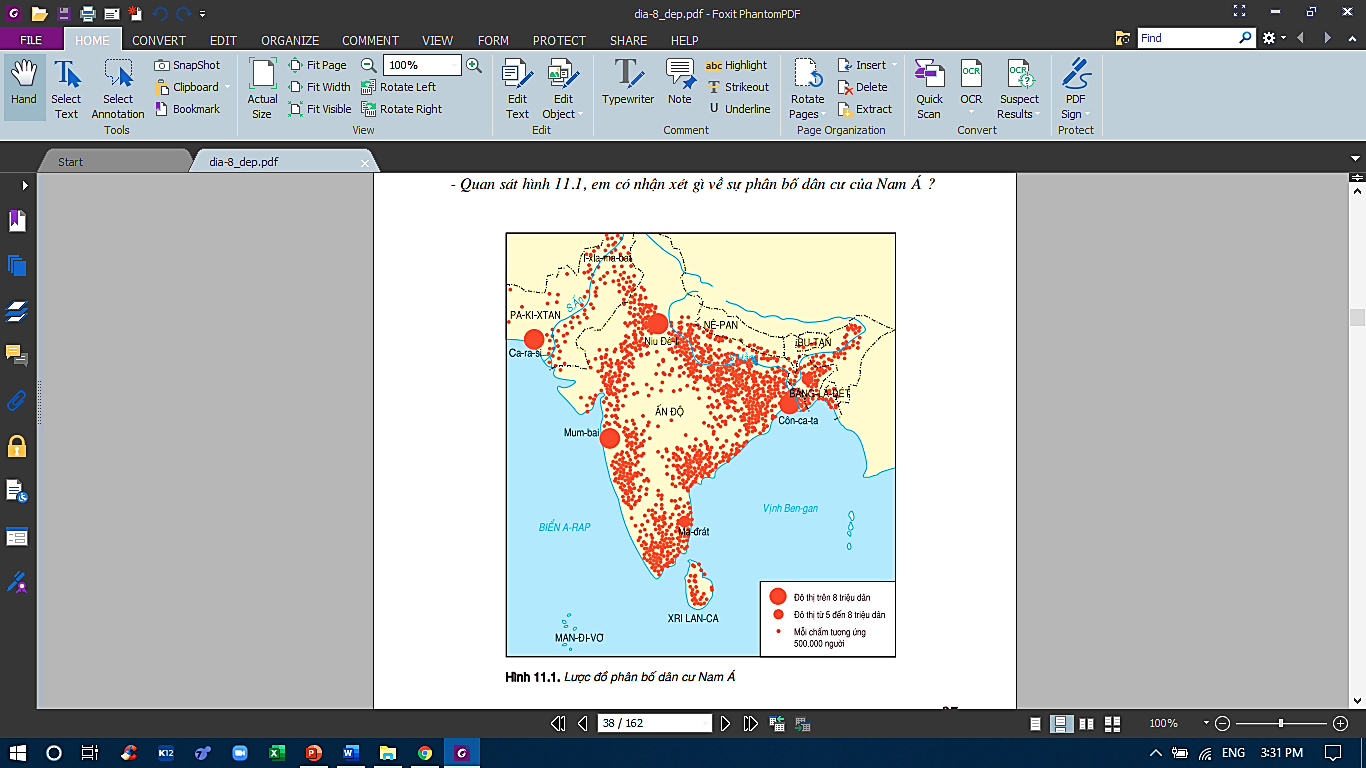 dia-8_dep.pdf - Foxit PhantomPDF
FILE HOME CONVERT EDIT ORGANIZE COMMENT VIEW FORM PROTECT SHARE HELP Find
Hand
Select Text
Select Annotation
SnapShot
Clipboard
Bookmark
Tools
Actual Size
Fit Page
Fit Width
Fit Visible
100%
Rotate Left
Rotate Right
View
Edit Text
Edit Object
Edit
Typewriter
Note
abc Highlight
Strikeout
U Underline
Comment
Rotate Pages
Insert
Delete
Extract
Page Organization
Quick Scan
OCR
OCR
OCR
Suspect Results
Convert
PDF Sign
Protect
Start dia-8_dep.pdf
- Quan sát hình 11.1, em có nhận xét gì về sự phân bố dân cư của Nam Á ?
I-xla-ma-bat
S. Ấn
PA-KI-XTAN
NÊ-PAN
Niu Đê-li
BU-TAN
Ca-ra-si
BĂNG-LA-ĐÉT
ẤN ĐỘ
Côn-ca-ta
Mum-bai
Vịnh Ben-gan
BIỂN A-RAP
Ma-đrát
XRI LAN-CA
MAN-ĐI-VƠ
Đô thị trên 8 triệu dân
Đô thị từ 5 đến 8 triệu dân
Mỗi chấm tương ứng
500.000 người
Hình 11.1. Lược đồ phân bố dân cư Nam Á
38 / 162 100%
K12 ENG 3:31 PM